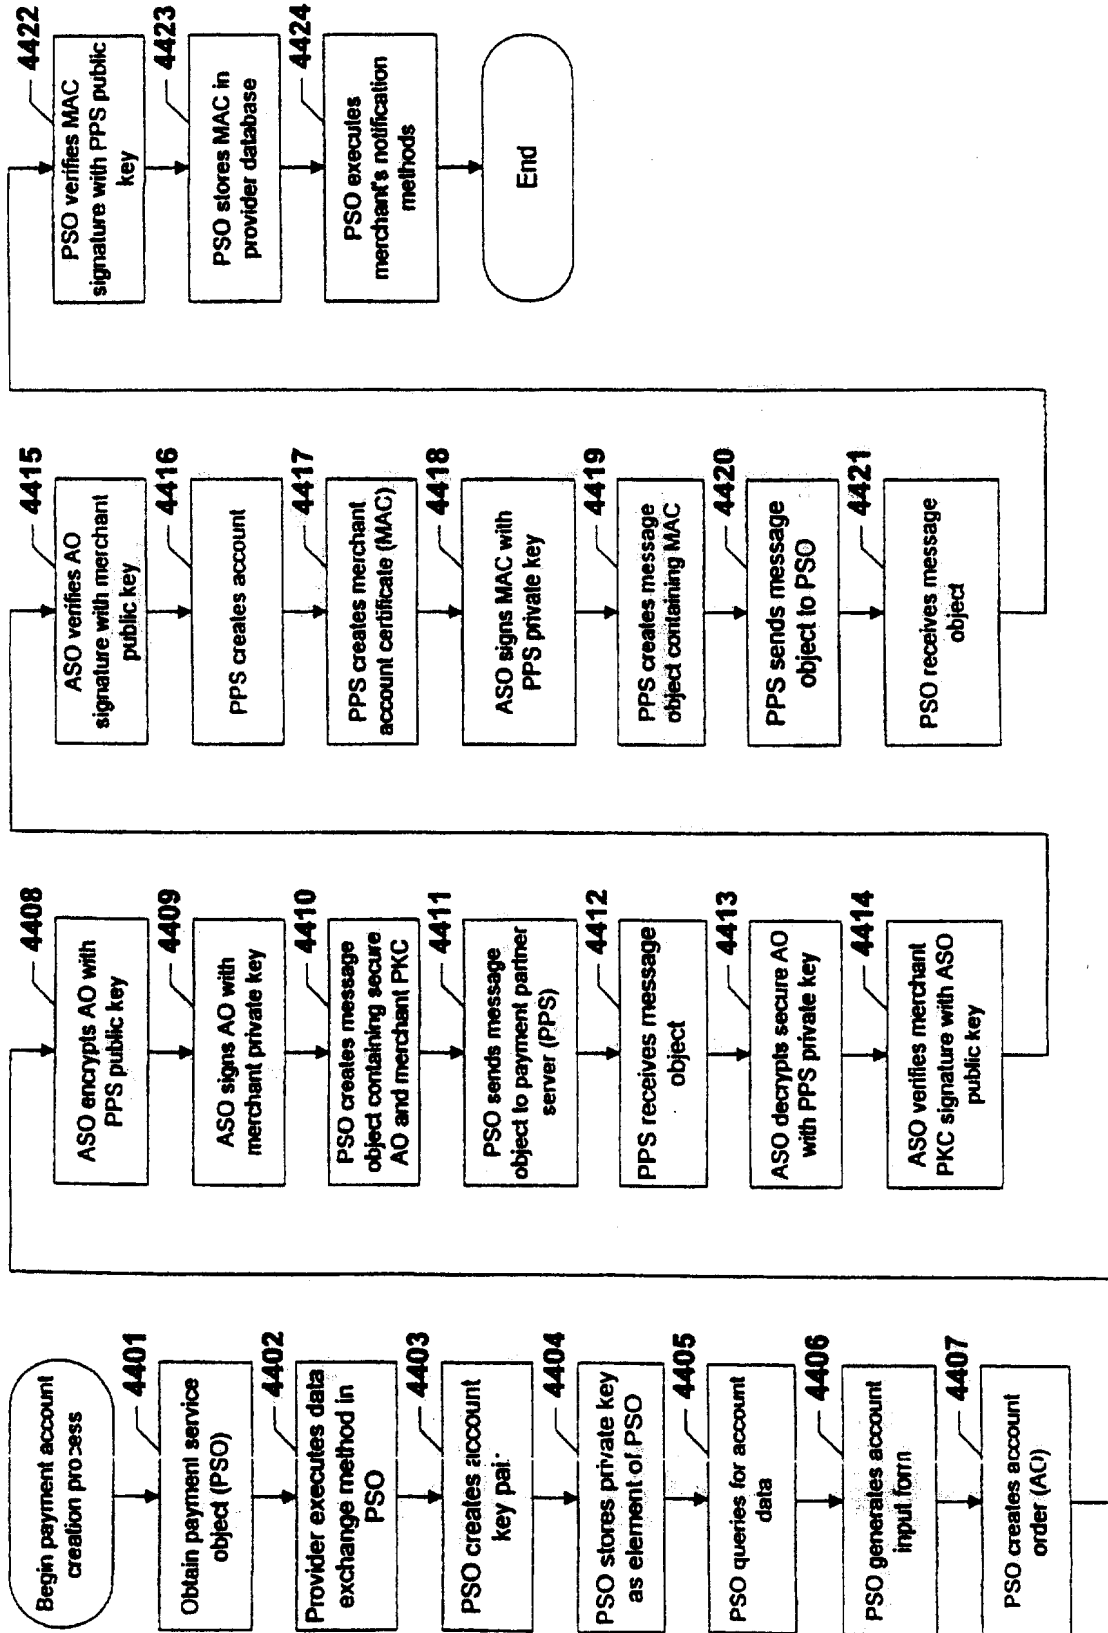 Begin payment account
creation process
4401
Obtain payment service
object (PSO)
4402
Provider executes data
exchange method in
PSO
4403
PSO creates account
key pair
4404
PSO stores private key
as element of PSO
4405
PSO queries for account
data
4406
PSO generates account
input form
4407
PSO creates account
order (AO)
4408
ASO encrypts AO with
PPS public key
4409
ASO signs AO with
merchant private key
4410
PSO creates message
object containing secure
AO and merchant PKC
4411
PSO sends message
object to payment partner
server (PPS)
4412
PPS receives message
object
4413
ASO decrypts secure AO
with PPS private key
4414
ASO verifies merchant
PKC signature with ASO
public key
4415
ASO verifies AO
signature with merchant
public key
4416
PPS creates account
4417
PPS creates merchant
account certificate (MAC)
4418
ASO signs MAC with
PPS private key
4419
PPS creates message
object containing MAC
4420
PPS sends message
object to PSO
4421
PSO receives message
object
4422
PSO verifies MAC
signature with PPS public
key
4423
PSO stores MAC in
provider database
4424
PSO executes
merchant's notification
methods
End